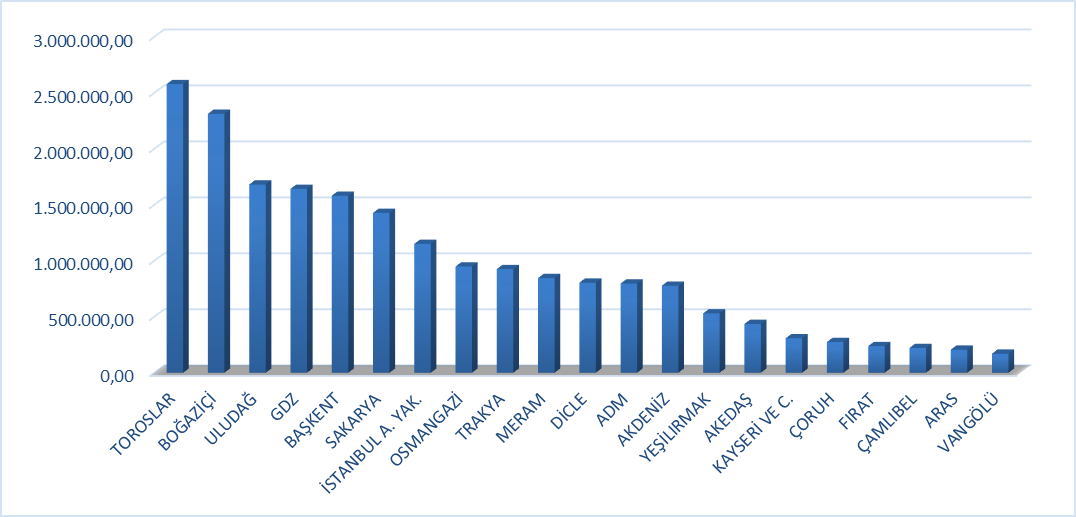 3.000.000,00
2.500.000,00
2.000.000,00
1.500.000,00
1.000.000,00
500.000,00
0,00
TOROSLAR
BOĞAZİÇİ
ULUDAĞ
GDZ
BAŞKENT
SAKARYA
İSTANBUL A. YAK.
OSMANGAZİ
TRAKYA
MERAM
DİCLE
ADM
AKDENİZ
YEŞİLIRMAK
AKEDAŞ
KAYSERİ VE C.
ÇORUH
FIRAT
ÇAMLIBEL
ARAS
VANGÖLÜ